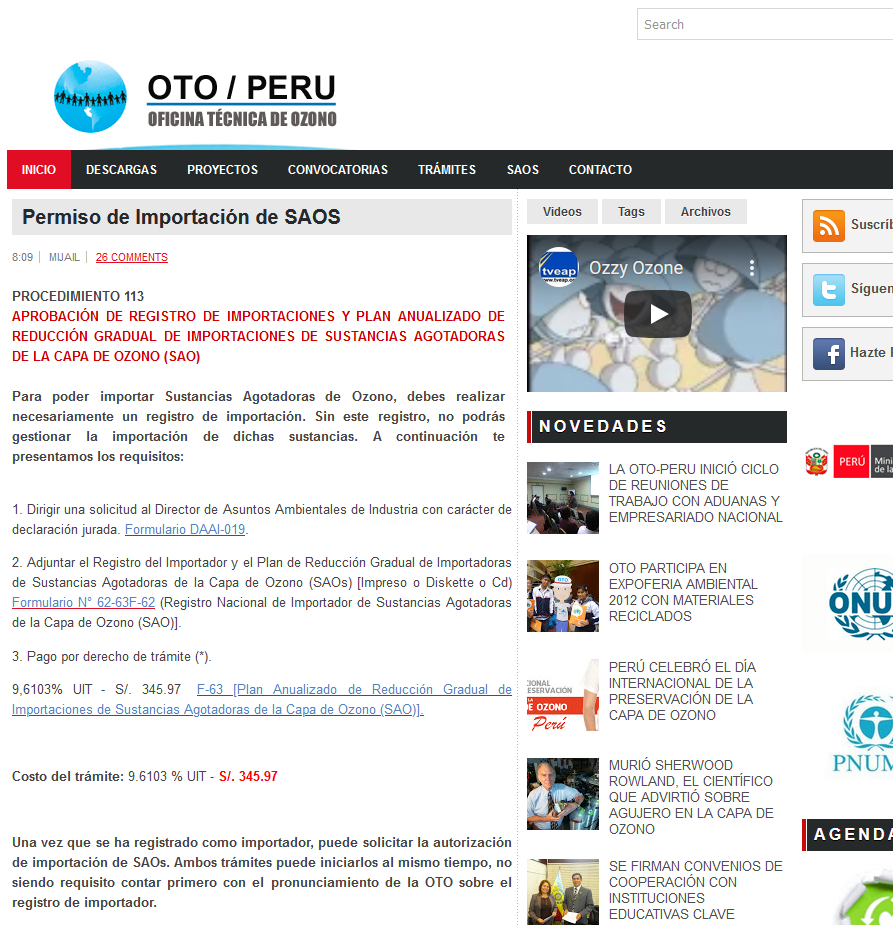 Search
OTO / PERU
OFICINA TÉCNICA DE OZONO
INICIO DESCARGAS PROYECTOS CONVOCATORIAS TRÁMITES SAOS CONTACTO
Permiso de Importación de SAOS
8:09 MIJAIL 26 COMMENTS
PROCEDIMIENTO 113
APROBACIÓN DE REGISTRO DE IMPORTACIONES Y PLAN ANUALIZADO DE
REDUCCIÓN GRADUAL DE IMPORTACIONES DE SUSTANCIAS AGOTADORAS
DE LA CAPA DE OZONO (SAO)
Para poder importar Sustancias Agotadoras de Ozono, debes realizar
necesariamente un registro de importación. Sin este registro, no podrás
gestionar la importación de dichas sustancias. A continuación te
presentamos los requisitos:
1. Dirigir una solicitud al Director de Asuntos Ambientales de Industria con carácter de
declaración jurada. Formulario DAAI-019.
2. Adjuntar el Registro del Importador y el Plan de Reducción Gradual de Importadoras
de Sustancias Agotadoras de la Capa de Ozono (SAOs) [Impreso o Diskette o Cd)
Formulario N° 62-63F-62 (Registro Nacional de Importador de Sustancias Agotadoras
de la Capa de Ozono (SAO)].
3. Pago por derecho de trámite (*).
9,6103% UIT - S/. 345.97 F-63 [Plan Anualizado de Reducción Gradual de
Importaciones de Sustancias Agotadoras de la Capa de Ozono (SAO)].
Costo del trámite: 9.6103 % UIT - S/. 345.97
Una vez que se ha registrado como importador, puede solicitar la autorización
de importación de SAOs. Ambos trámites puede iniciarlos al mismo tiempo, no
siendo requisito contar primero con el pronunciamiento de la OTO sobre el
registro de importador.
Videos Tags Archivos
tveap
www.tveap.or
Ozzy Ozone
NOVEDADES
LA OTO-PERU INICIÓ CICLO
DE REUNIONES DE
TRABAJO CON ADUANAS Y
EMPRESARIADO NACIONAL
OTO
OTO PARTICIPA EN
EXPOFERIA AMBIENTAL
2012 CON MATERIALES
RECICLADOS
CIONAL
RESERVACIÓN
DE OZONO
Perú
PERÚ CELEBRÓ EL DÍA
INTERNACIONAL DE LA
PRESERVACIÓN DE LA
CAPA DE OZONO
MURIÓ SHERWOOD
ROWLAND, EL CIENTÍFICO
QUE ADVIRTIÓ SOBRE
AGUJERO EN LA CAPA DE
OZONO
SE FIRMAN CONVENIOS DE
COOPERACIÓN CON
INSTITUCIONES
EDUCATIVAS CLAVE
Suscríb
Síguen
Hazte
PERÚ
Mini
de la
ONU
PNUM
AGENDA